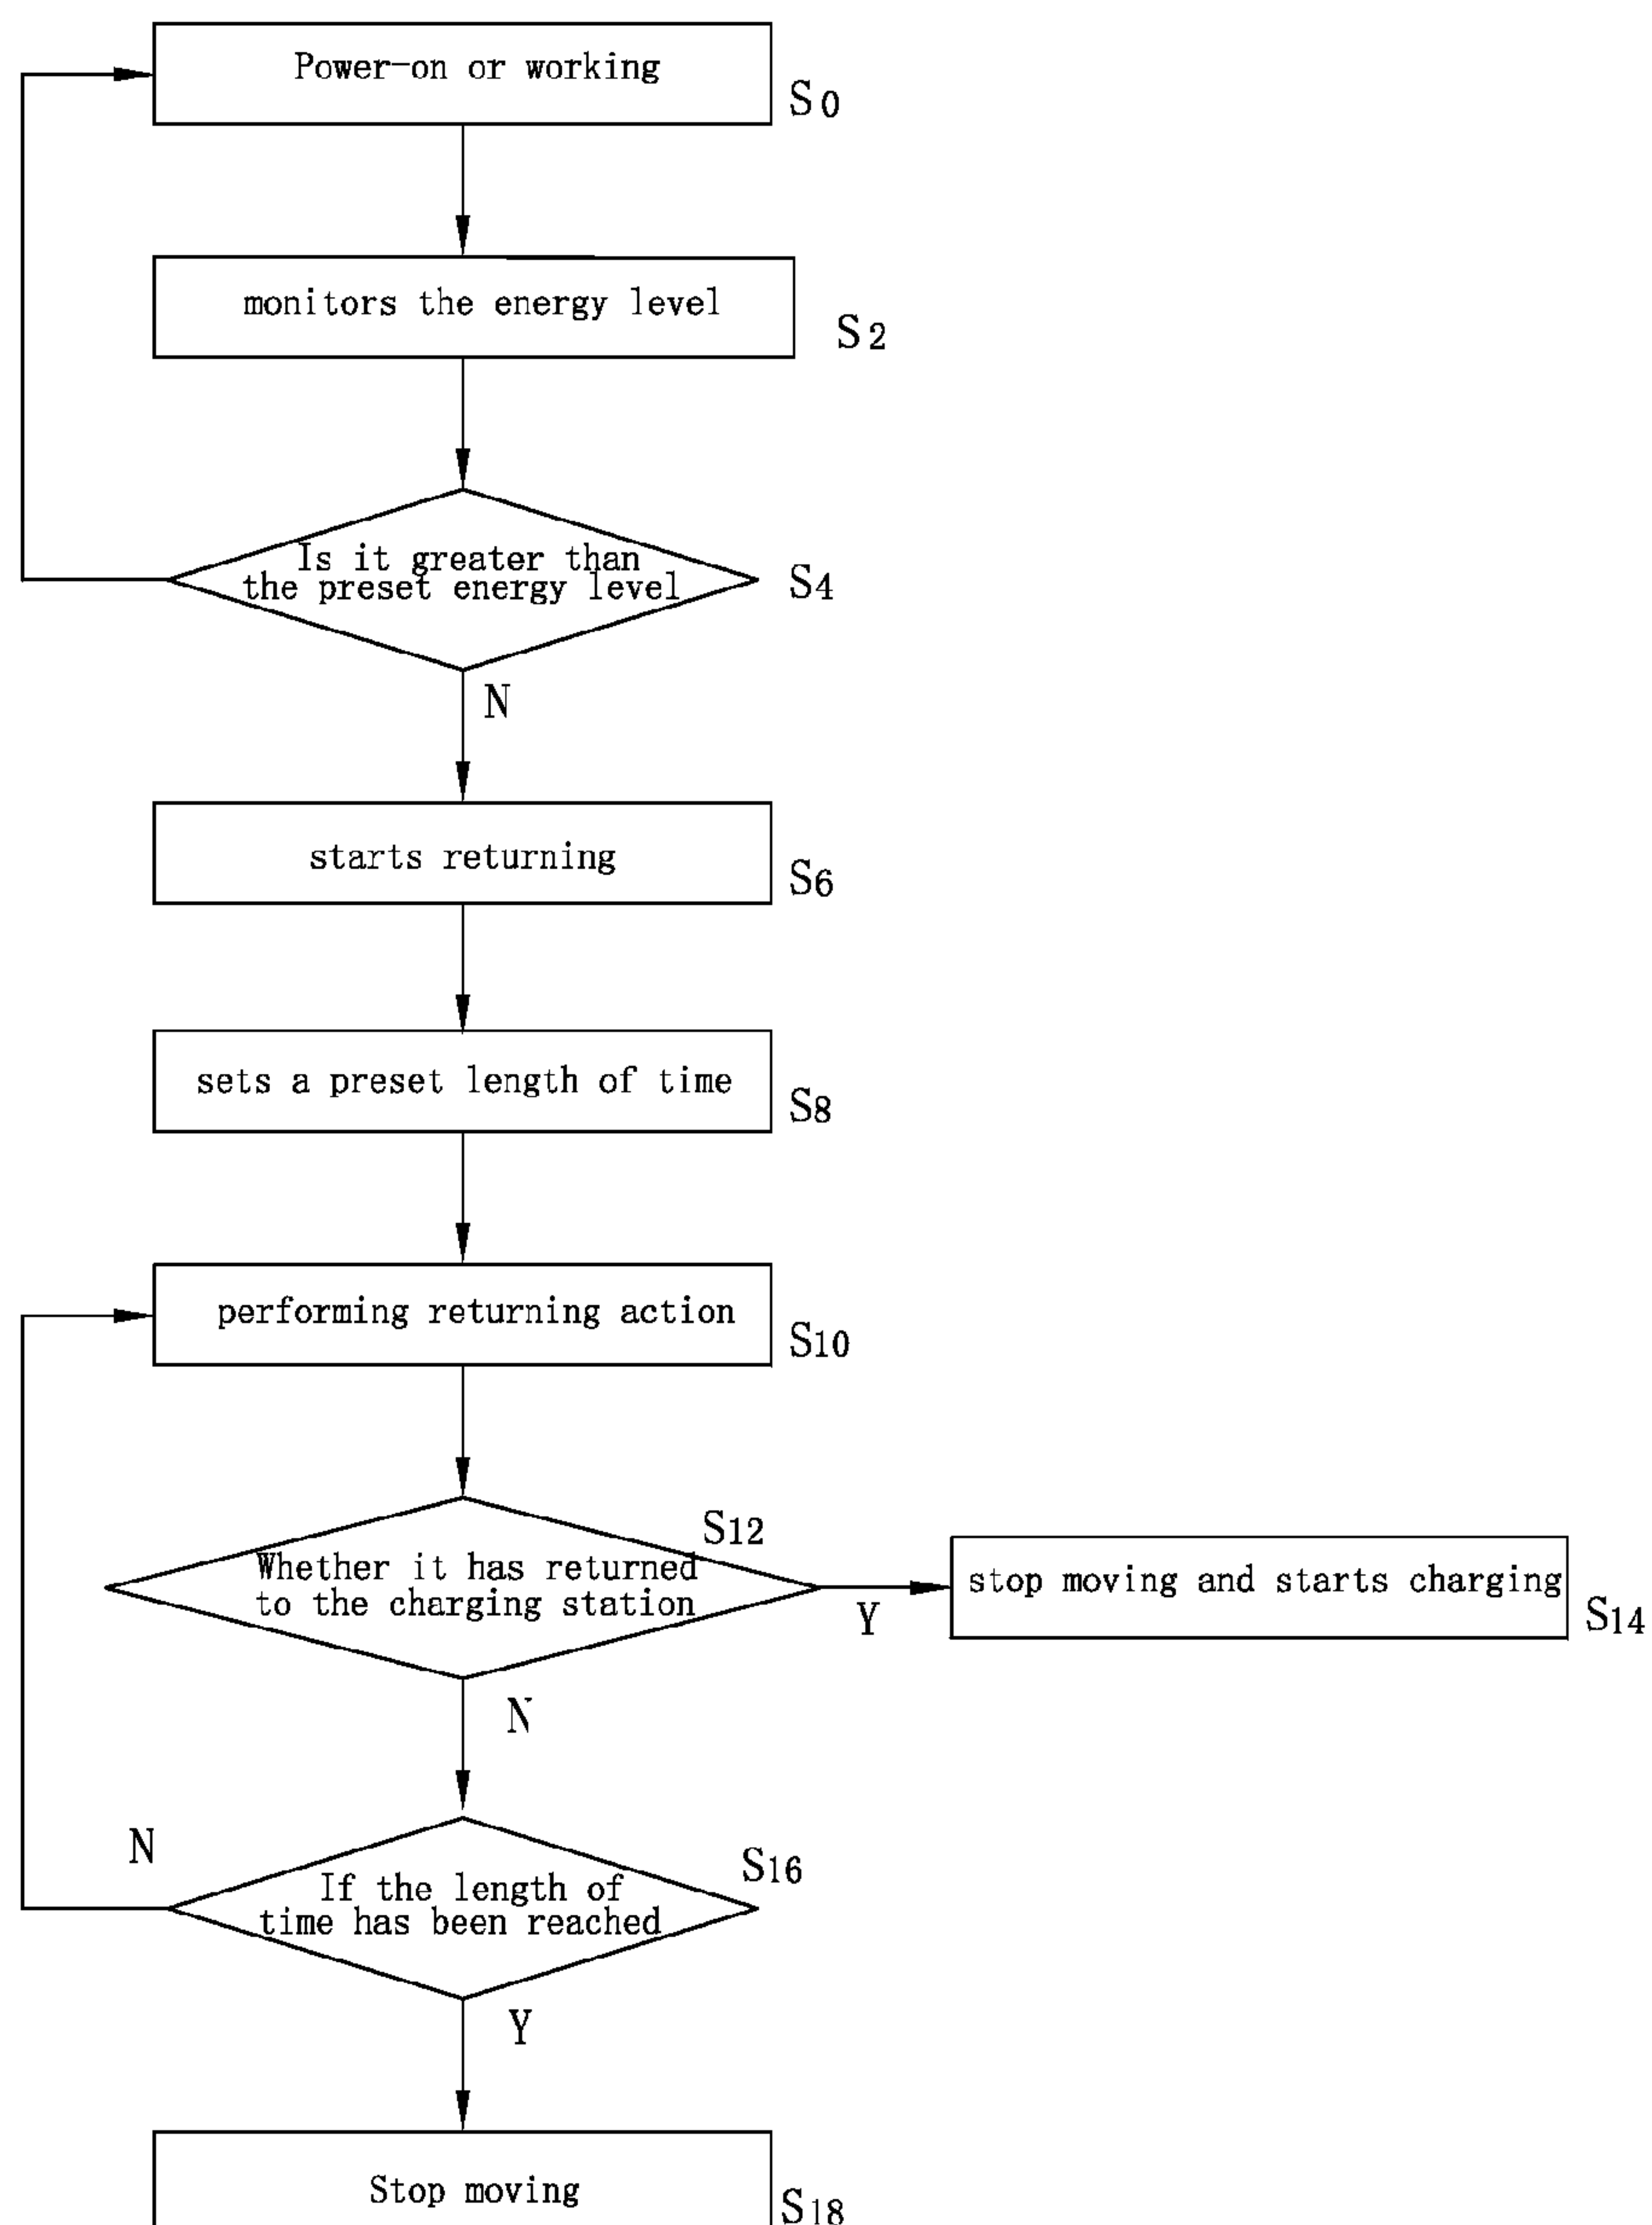 Power-on or working
S0
monitors the energy level
S2
Is it greater than
the preset energy level
S4
N
starts returning
S6
sets a preset length of time
S8
performing returning action
S10
S12
Whether it has returned
to the charging station
Y
stop moving and starts charging
S14
N
N
S16
If the length of
time has been reached
Y
Stop moving
S18